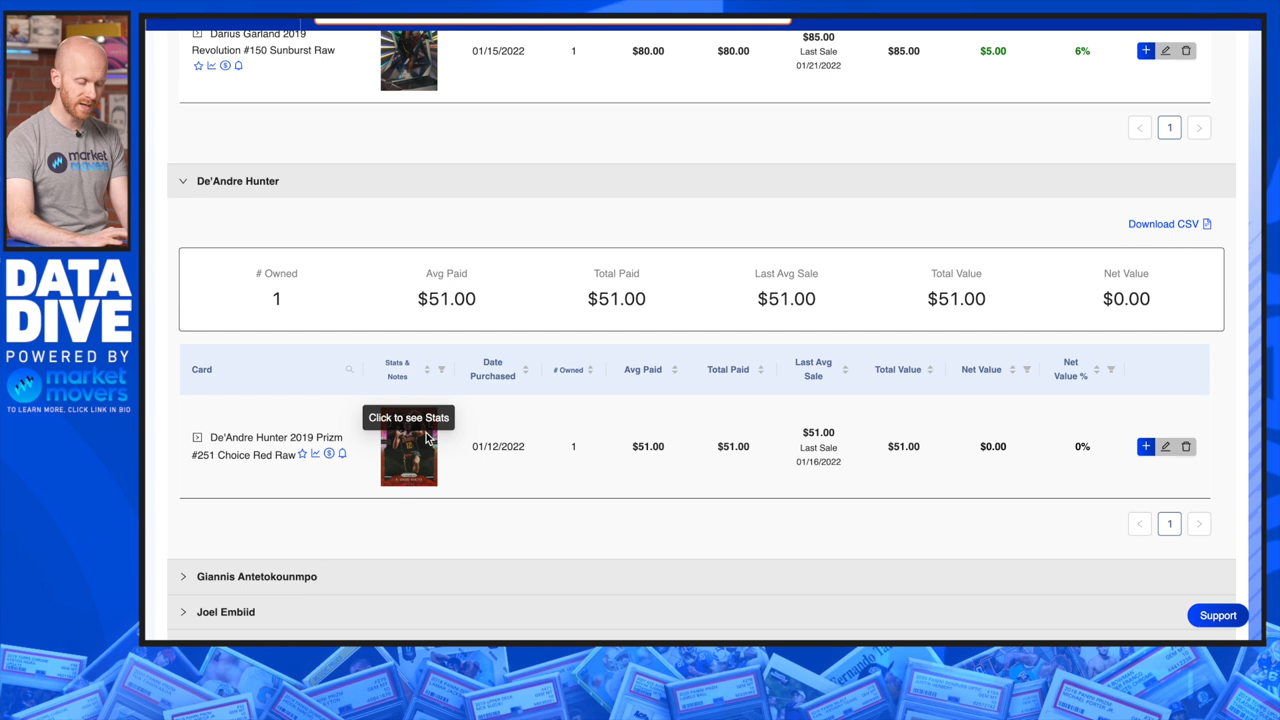 Darius Garland 2019
Revolution #150 Sunburst Raw
01/15/2022
1
$80.00
$80.00
$85.00
Last Sale
01/21/2022
$85.00
$5.00
6%
1
De'Andre Hunter
Download CSV
# Owned
Avg Paid
Total Paid
Last Avg Sale
Total Value
Net Value
1
$51.00
$51.00
$51.00
$51.00
$0.00
Card
Stats &
Notes
Date
Purchased
# Owned
Avg Paid
Total Paid
Last Avg
Sale
Total Value
Net Value
Net
Value %
Click to see Stats
De'Andre Hunter 2019 Prizm
#251 Choice Red Raw
01/12/2022
1
$51.00
$51.00
$51.00
Last Sale
01/16/2022
$51.00
$0.00
0%
1
Giannis Antetokounmpo
Joel Embiid
Support
market
DATA
DIVE
POWERED BY
market
movers
TO LEARN MORE, CLICK LINK IN BIO